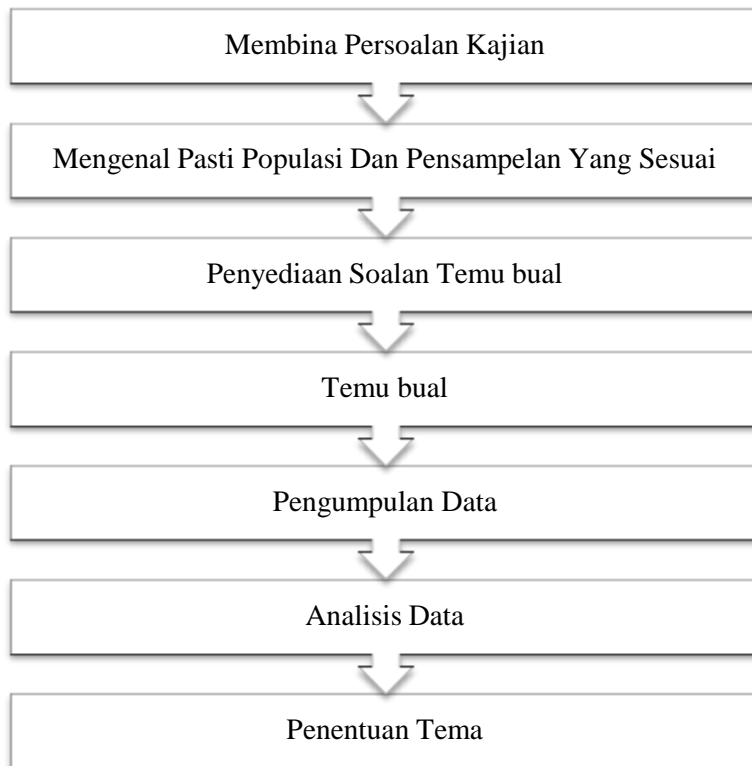 Membina Persoalan Kajian
Mengenal Pasti Populasi Dan Pensampelan Yang Sesuai
Penyediaan Soalan Temu bual
Temu bual
Pengumpulan Data
Analisis Data
Penentuan Tema